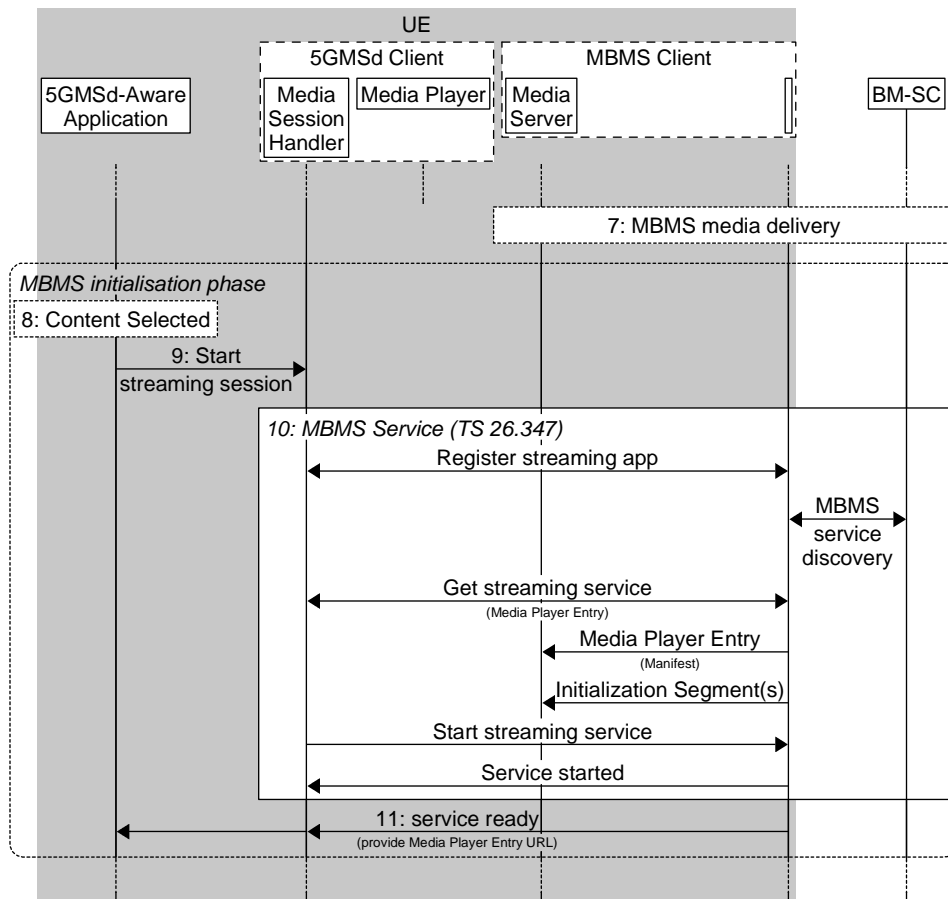 UE
5GMSd Client
MBMS Client
5GMSd-Aware
Application
Media
Session
Handler
Media Player
Media
Server
BM-SC
7: MBMS media delivery
MBMS initialisation phase
8: Content Selected
9: Start
streaming session
10: MBMS Service (TS 26.347)
Register streaming app
MBMS
service
discovery
Get streaming service
(Media Player Entry)
Media Player Entry
(Manifest)
Initialization Segment(s)
Start streaming service
Service started
11: service ready
(provide Media Player Entry URL)